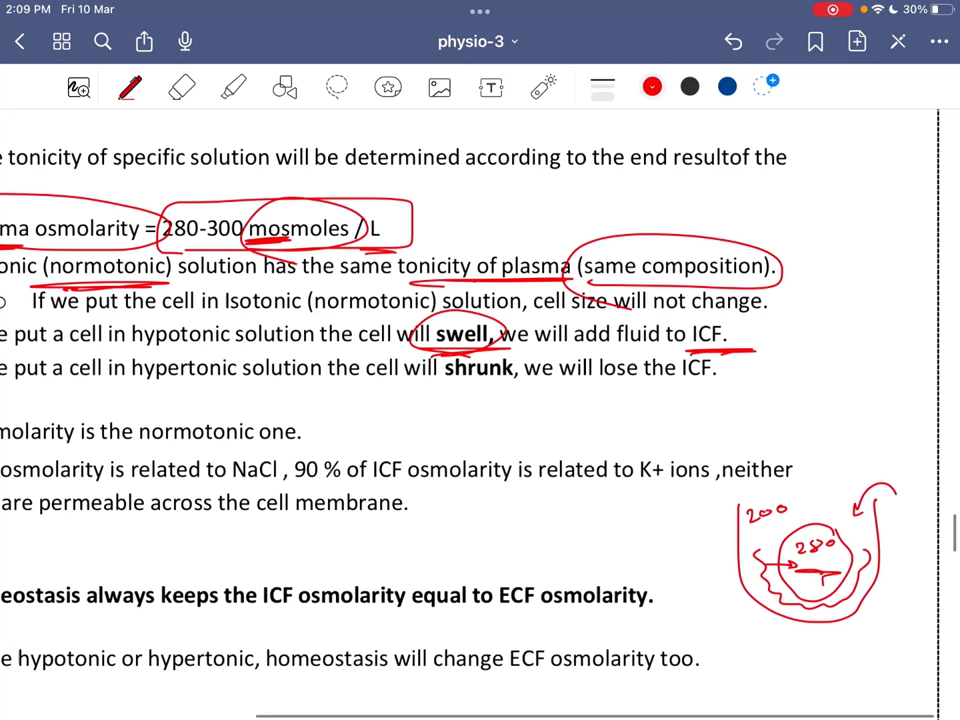 2:09 PM Fri 10 Mar 30%
physio-3
e tonicity of specific solution will be determined according to the end resultof the
ma osmolarity = 280-300 mosmoles / L
onic (normotonic) solution has the same tonicity of plasma (same composition).
o If we put the cell in Isotonic (normotonic) solution, cell size will not change.
e put a cell in hypotonic solution the cell will swell, we will add fluid to ICF.
e put a cell in hypertonic solution the cell will shrunk, we will lose the ICF.
molarity is the normotonic one.
osmolarity is related to NaCl , 90 % of ICF osmolarity is related to K+ ions ,neither
are permeable across the cell membrane.
200
280
eostasis always keeps the ICF osmolarity equal to ECF osmolarity.
e hypotonic or hypertonic, homeostasis will change ECF osmolarity too.